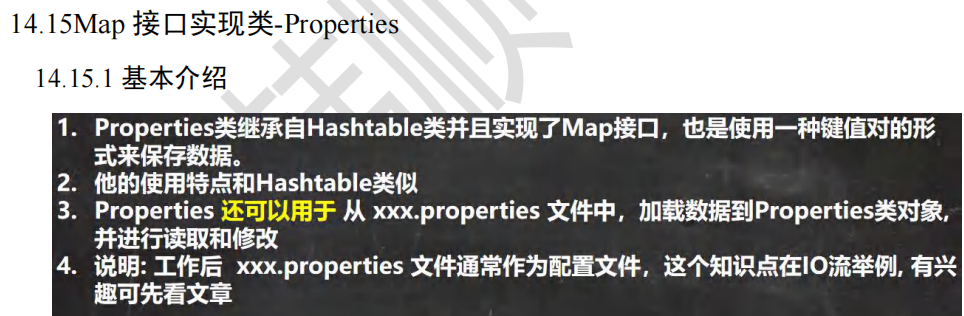 14.15Map 接口实现类-Properties
14.15.1 基本介绍
1. Properties类继承自Hashtable类并且实现了Map接口，也是使用一种键值对的形
式来保存数据。
2. 他的使用特点和Hashtable类似
3. Properties 还可以用于 从 xxx.properties 文件中，加载数据到Properties类对象,
并进行读取和修改
4. 说明: 工作后 xxx.properties 文件通常作为配置文件，这个知识点在IO流举例, 有兴
趣可先看文章